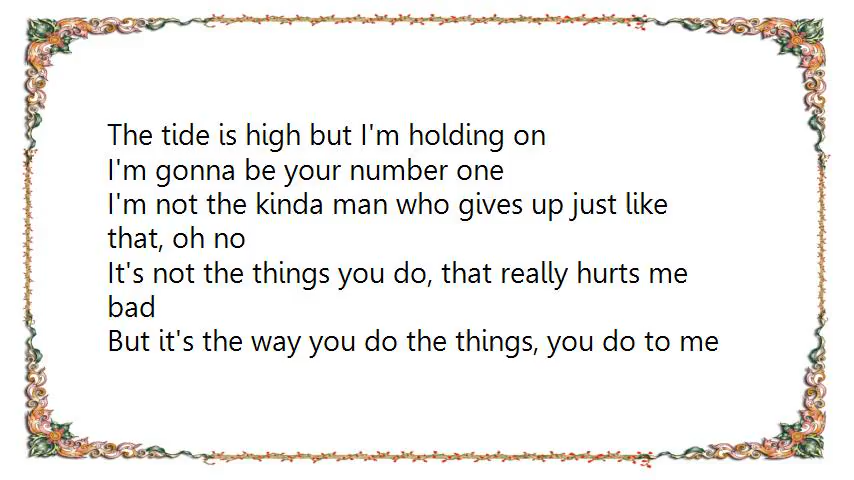 The tide is high but I'm holding on
I'm gonna be your number one
I'm not the kinda man who gives up just like
that, oh no
It's not the things you do, that really hurts me
bad
But it's the way you do the things, you do to me